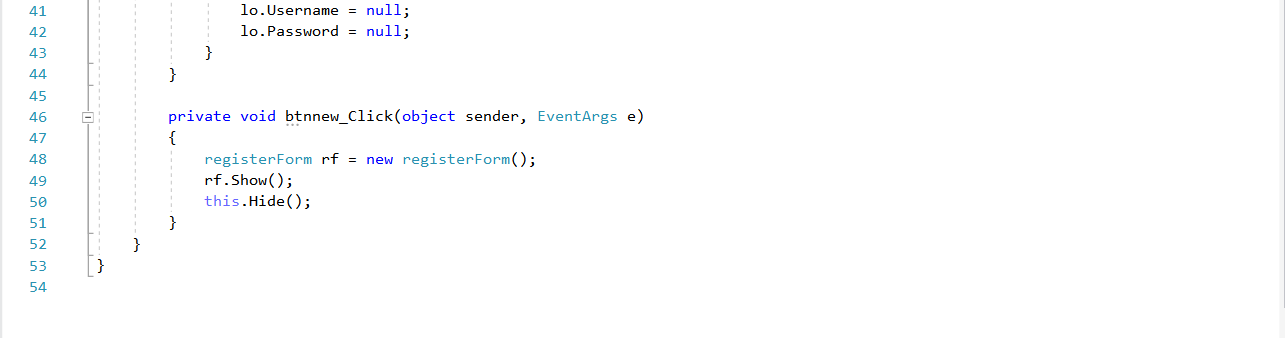 41 lo.Username = null;
42 lo.Password = null;
43 }
44 }
45
46 private void btnnew_Click(object sender, EventArgs e)
47 {
48 registerForm rf = new registerForm();
49 rf.Show();
50 this.Hide();
51 }
52 }
53 }
54